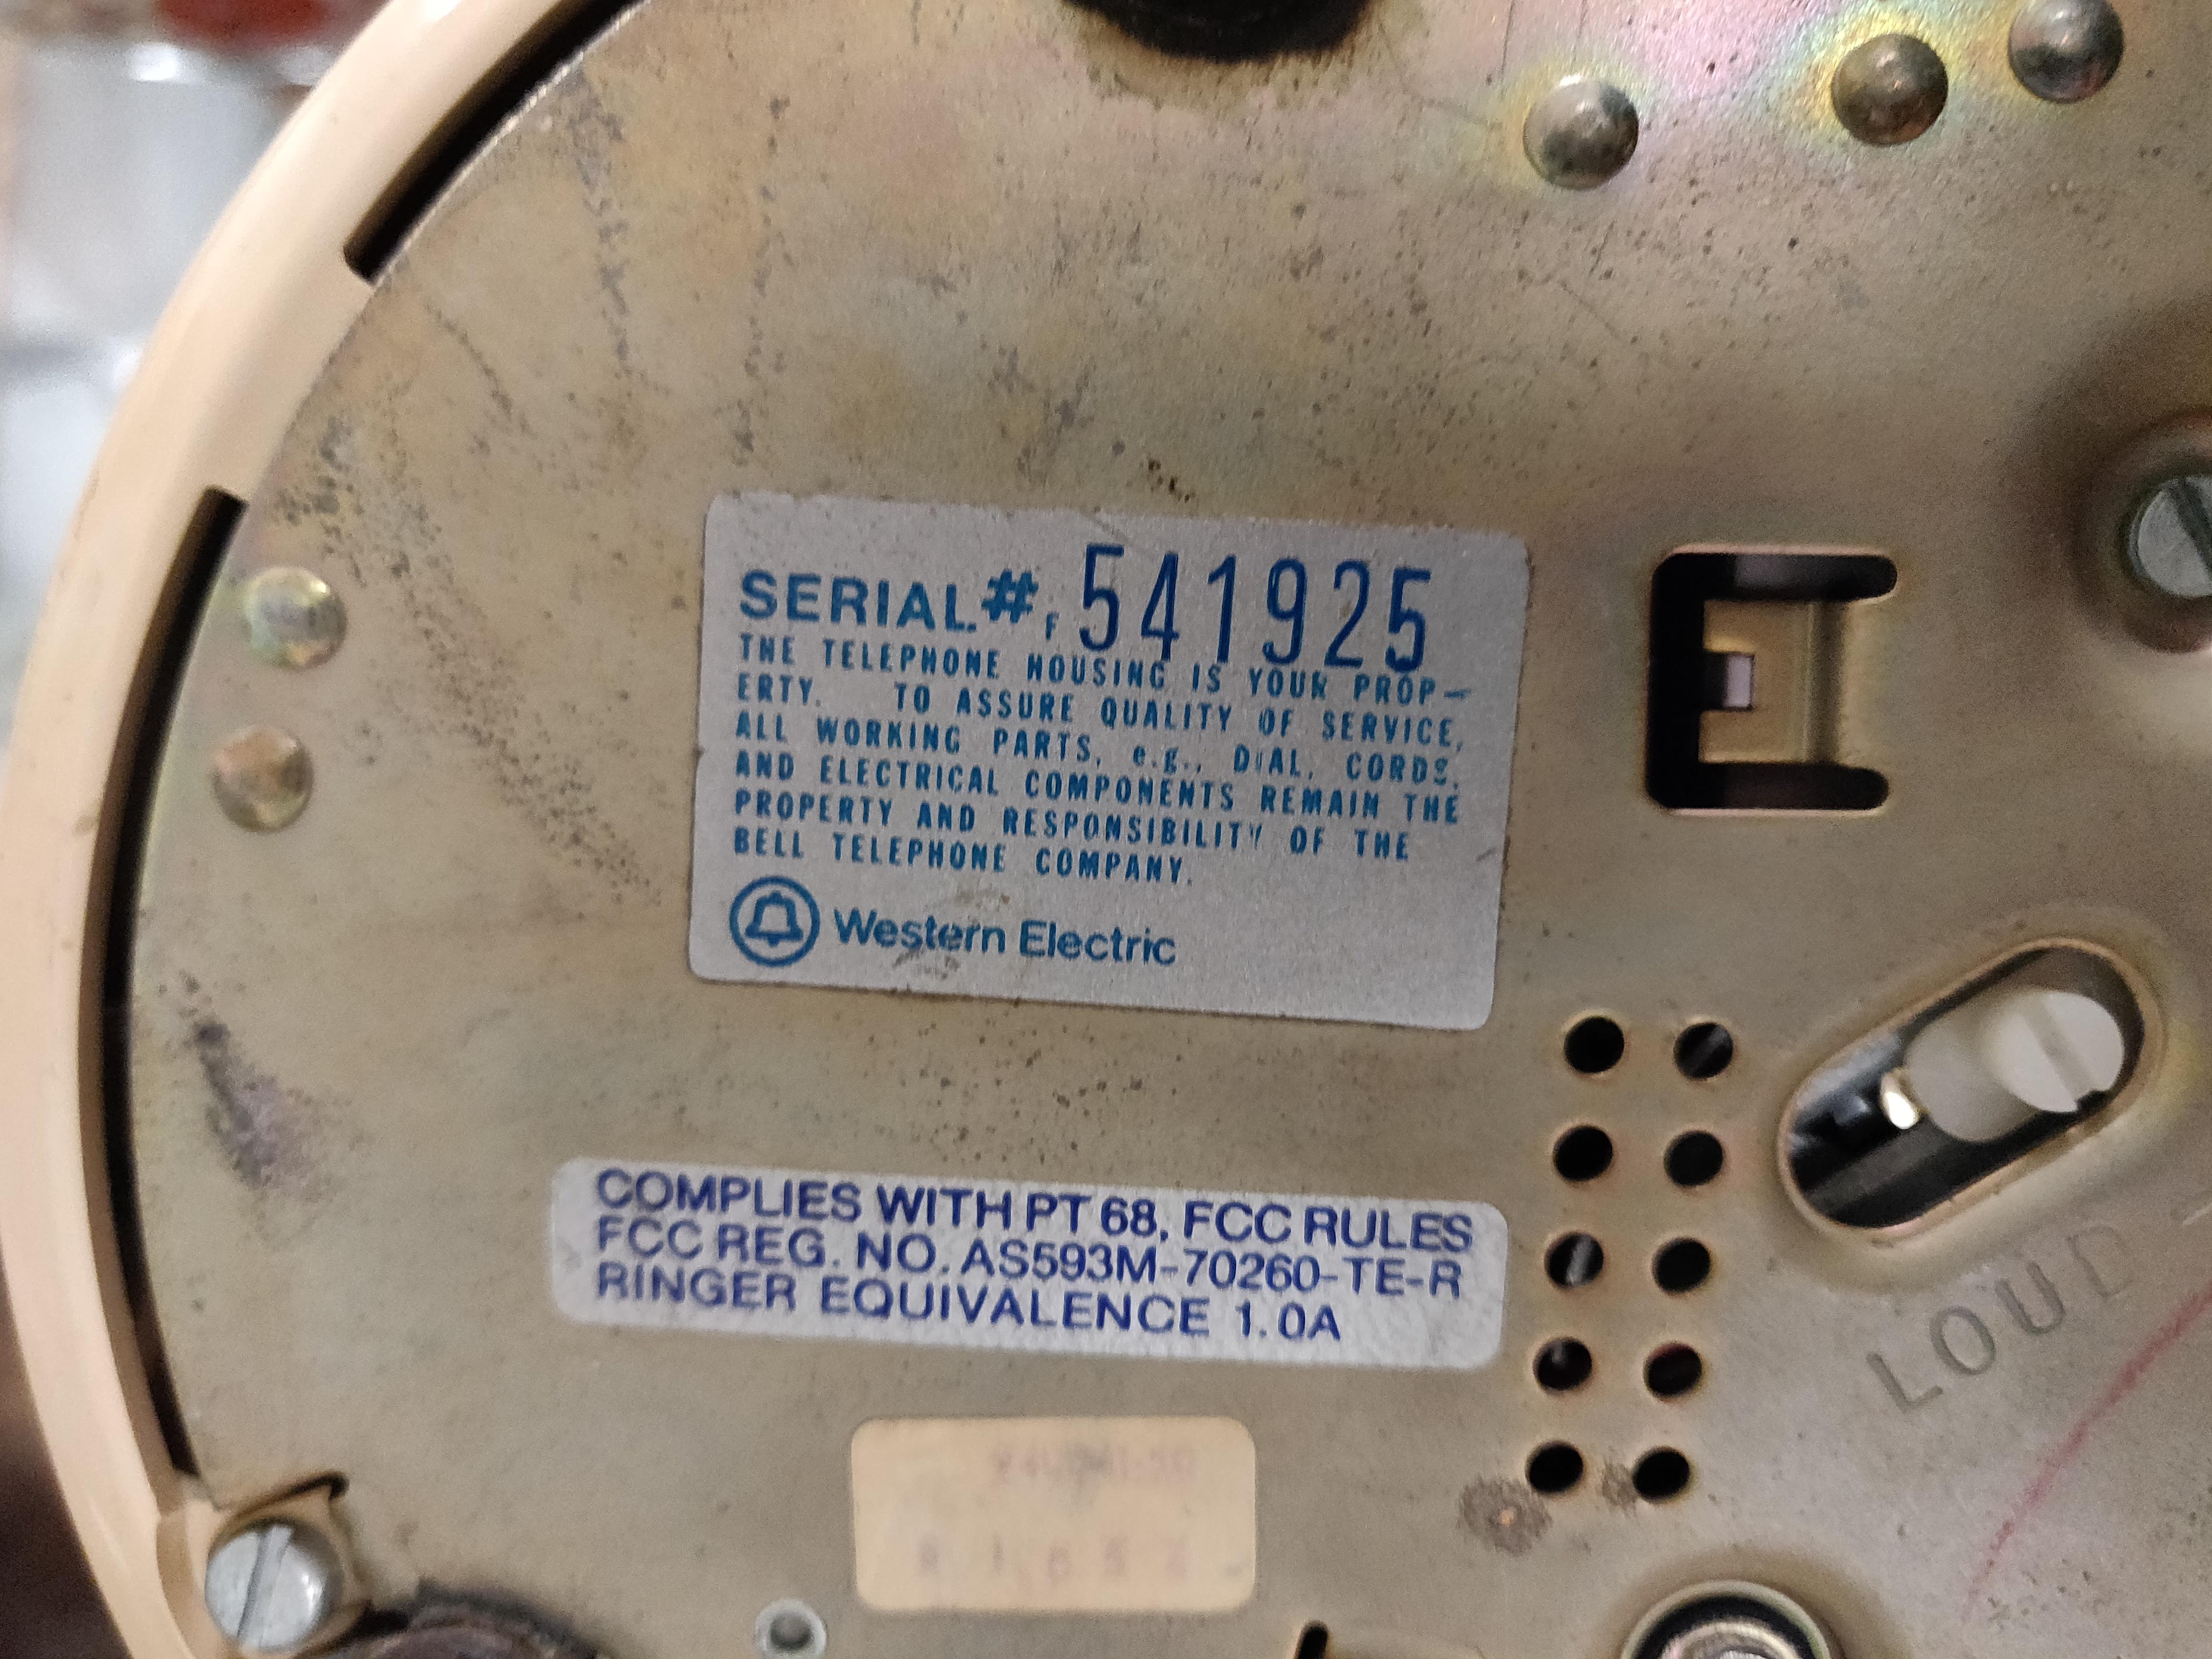 SERIAL # F 541925
THE TELEPHONE HOUSING IS YOUR PROP-
ERTY. TO ASSURE QUALITY OF SERVICE,
ALL WORKING PARTS, e.g., DIAL, CORDS,
AND ELECTRICAL COMPONENTS REMAIN THE
PROPERTY AND RESPONSIBILITY OF THE
BELL TELEPHONE COMPANY.
Western Electric
COMPLIES WITH PT 68, FCC RULES
FCC REG. NO. AS593M-70260-TE-R
RINGER EQUIVALENCE 1.0A
LOUD